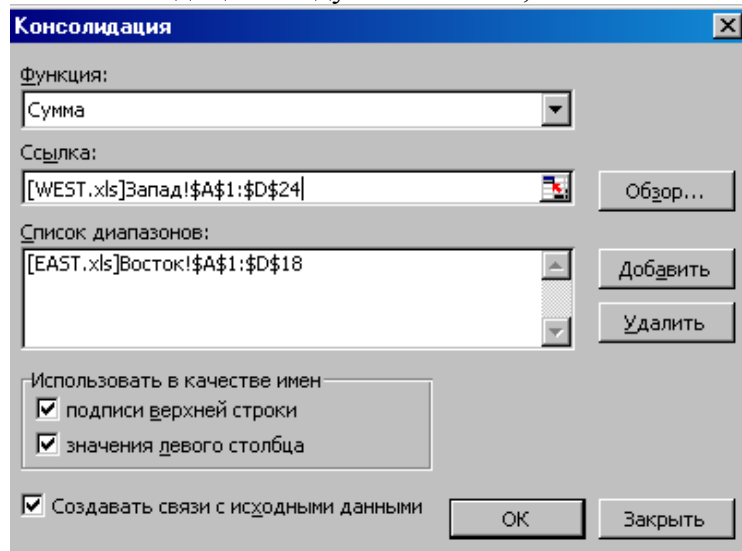 Консолидация
Функция:
Сумма
Ссылка:
[WEST.xls]Запад!$A$1:$D$24
Обзор...
Список диапазонов:
[EAST.xls]Восток!$A$1:$D$18
Добавить
Удалить
Использовать в качестве имен
подписи верхней строки
значения левого столбца
Создавать связи с исходными данными
ОК
Закрыть